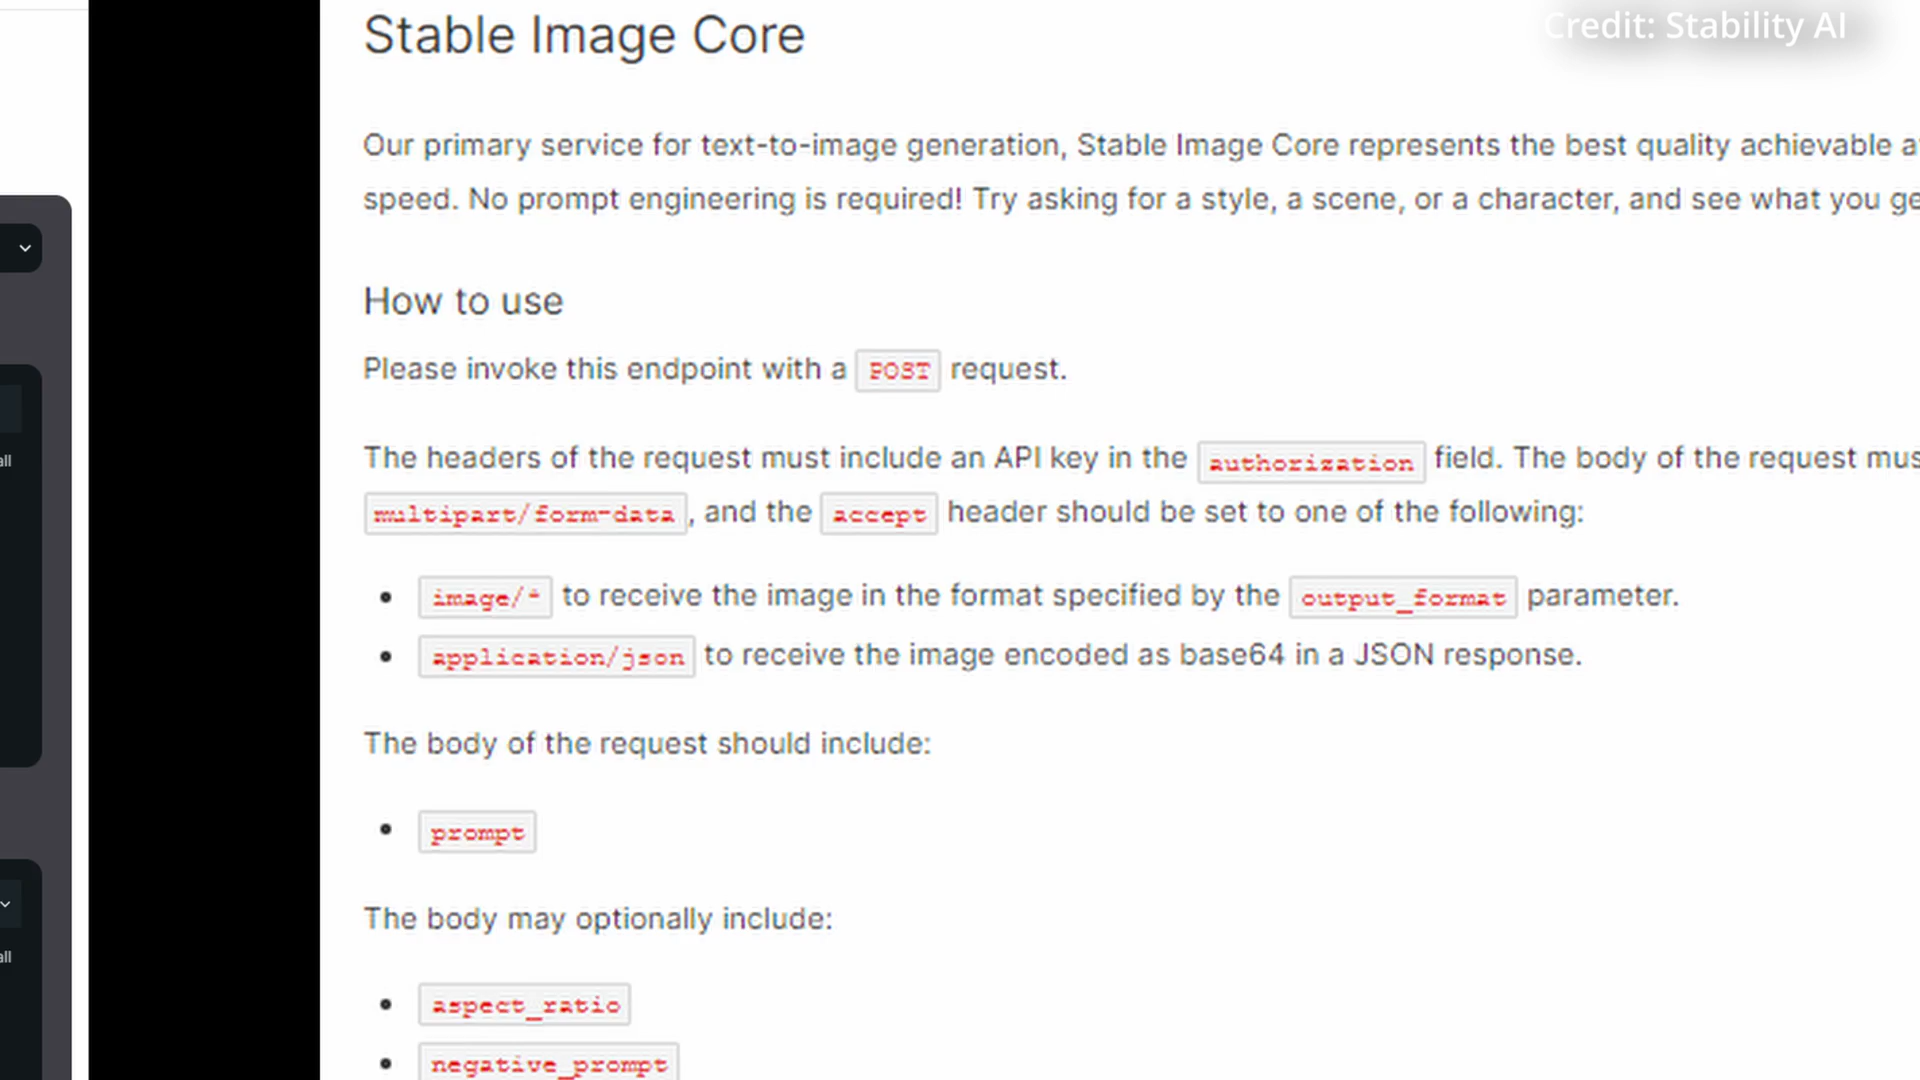 Credit: Stability AI
Stable Image Core
Our primary service for text-to-image generation, Stable Image Core represents the best quality achievable
speed. No prompt engineering is required! Try asking for a style, a scene, or a character, and see what you
How to use
Please invoke this endpoint with a POST request.
The headers of the request must include an API key in the authorization field. The body of the request
multipart/form-data, and the accept header should be set to one of the following:
• image/* to receive the image in the format specified by the output_format parameter.
• application/json to receive the image encoded as base64 in a JSON response.
The body of the request should include:
• prompt
The body may optionally include:
• aspect_ratio
• negative_prompt